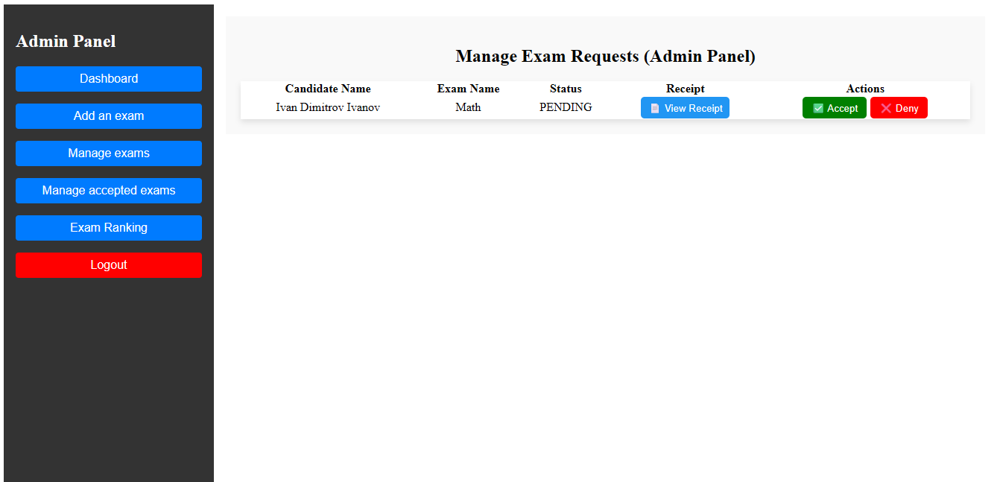 Admin Panel
Dashboard
Add an exam
Manage exams
Manage accepted exams
Exam Ranking
Logout
Manage Exam Requests (Admin Panel)
Candidate Name Exam Name Status Receipt Actions
Ivan Dimitrov Ivanov Math PENDING View Receipt Accept Deny